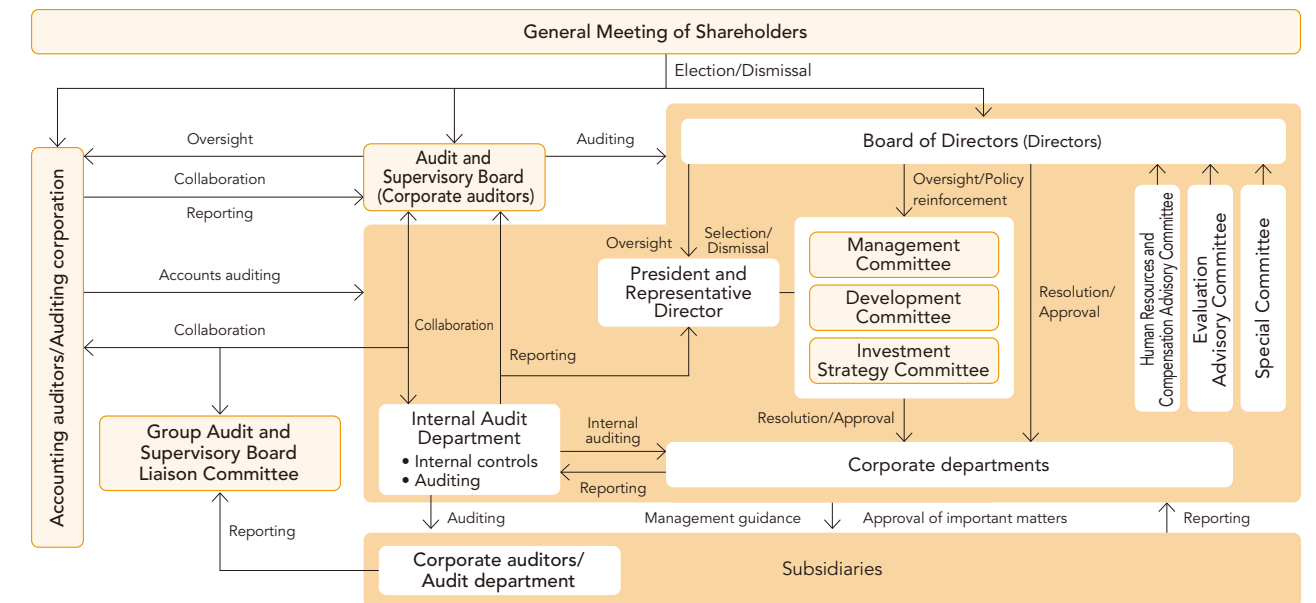 General Meeting of Shareholders
Election/Dismissal
Accounting auditors/Auditing corporation
Oversight
Collaboration
Reporting
Accounts auditing
Collaboration
Audit and
Supervisory Board
(Corporate auditors)
Auditing
Board of Directors (Directors)
Oversight
Selection/
Dismissal
Oversight/Policy
reinforcement
President and
Representative
Director
Management
Committee
Development
Committee
Investment
Strategy Committee
Resolution/
Approval
Human Resources and
Compensation Advisory Committee
Evaluation
Advisory Committee
Special Committee
Collaboration
Reporting
Group Audit and
Supervisory Board
Liaison Committee
Internal Audit
Department
• Internal controls
• Auditing
Internal
auditing
Reporting
Resolution/Approval
Corporate departments
Auditing
Management guidance
Approval of important matters
Reporting
Reporting
Corporate auditors/
Audit department
Subsidiaries